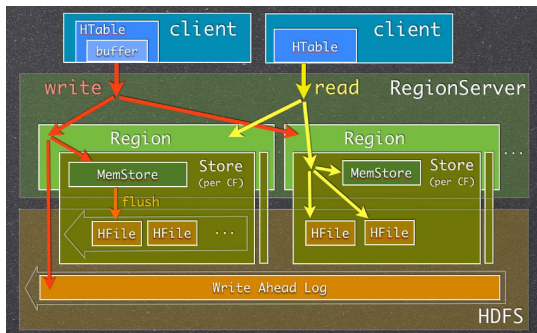 HTable
client
buffer
HTable
client
write
read
RegionServer
Region
Region
...
MemStore
Store
(per CF)
MemStore
Store
(per CF)
flush
HFile
HFile
...
HFile
HFile
Write Ahead Log
HDFS